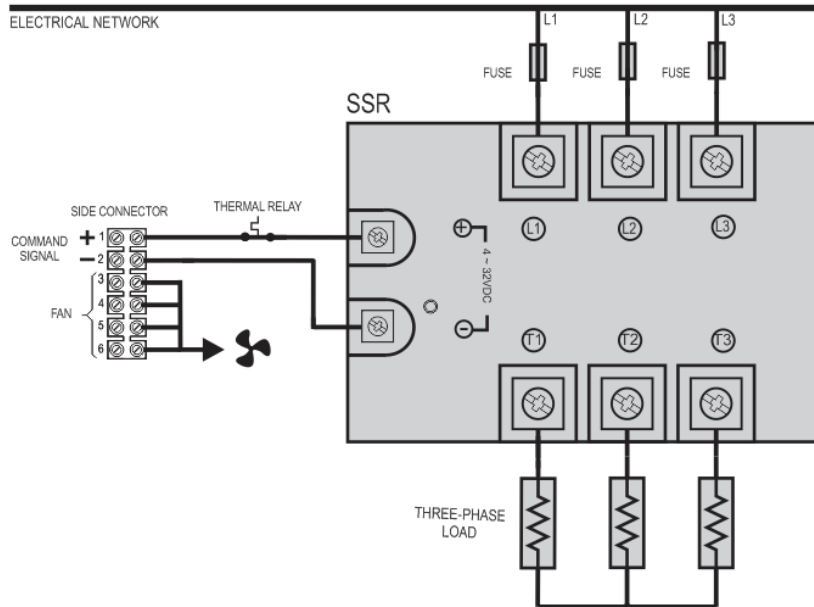 ELECTRICAL NETWORK
L1
L2
L3
FUSE
FUSE
FUSE
SSR
SIDE CONNECTOR
THERMAL RELAY
COMMAND
SIGNAL
+
−
1
2
3
4
5
6
FAN
+
4 ~ 32VDC
−
L1
L2
L3
T1
T2
T3
THREE-PHASE
LOAD